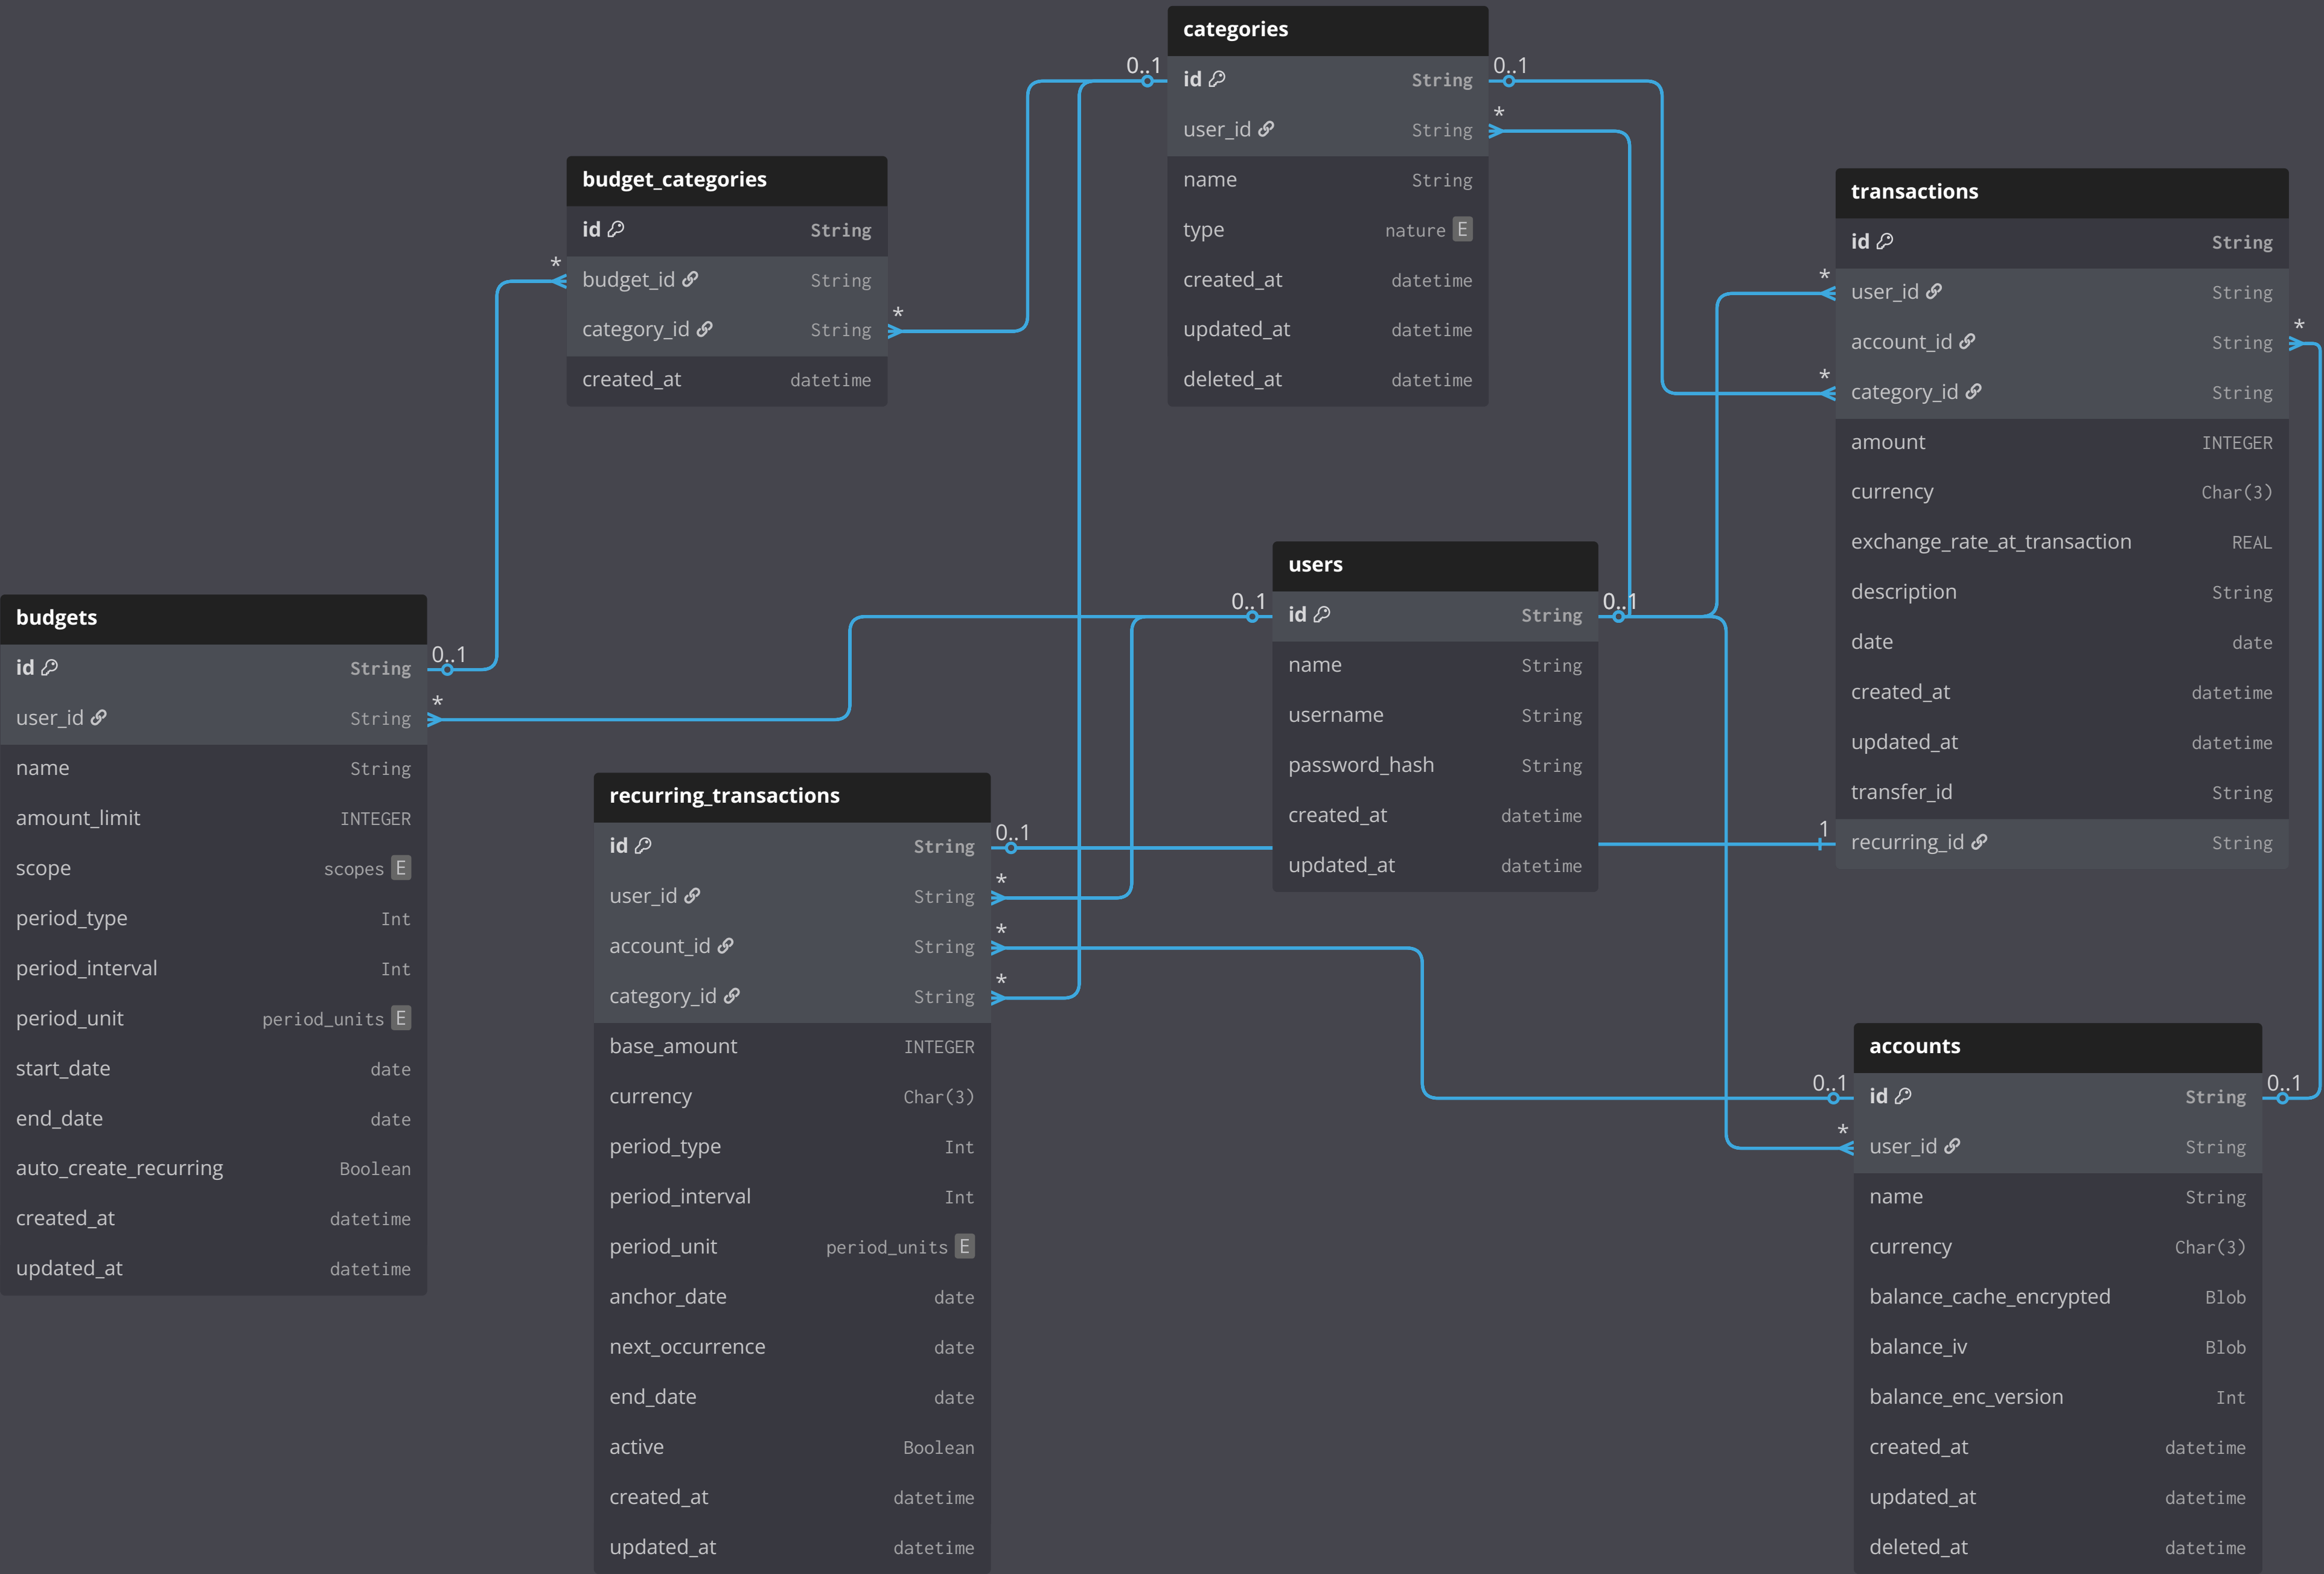 categories
0..1
id String
0..1
user_id String
*
name String
type nature E
created_at datetime
updated_at datetime
deleted_at datetime
budget_categories
id String
*
budget_id String
category_id String
*
created_at datetime
transactions
id String
*
user_id String
account_id String
*
*
category_id String
amount INTEGER
currency Char(3)
exchange_rate_at_transaction REAL
description String
date date
created_at datetime
updated_at datetime
transfer_id String
1
recurring_id String
users
0..1
id String
0..1
name String
username String
password_hash String
created_at datetime
updated_at datetime
budgets
id String
0..1
user_id String
*
name String
amount_limit INTEGER
scope scopes E
period_type Int
period_interval Int
period_unit period_units E
start_date date
end_date date
auto_create_recurring Boolean
created_at datetime
updated_at datetime
recurring_transactions
id String
0..1
user_id String
*
account_id String
*
category_id String
*
base_amount INTEGER
currency Char(3)
period_type Int
period_interval Int
period_unit period_units E
anchor_date date
next_occurrence date
end_date date
active Boolean
created_at datetime
updated_at datetime
accounts
0..1
id String
0..1
*
user_id String
name String
currency Char(3)
balance_cache_encrypted Blob
balance_iv Blob
balance_enc_version Int
created_at datetime
updated_at datetime
deleted_at datetime